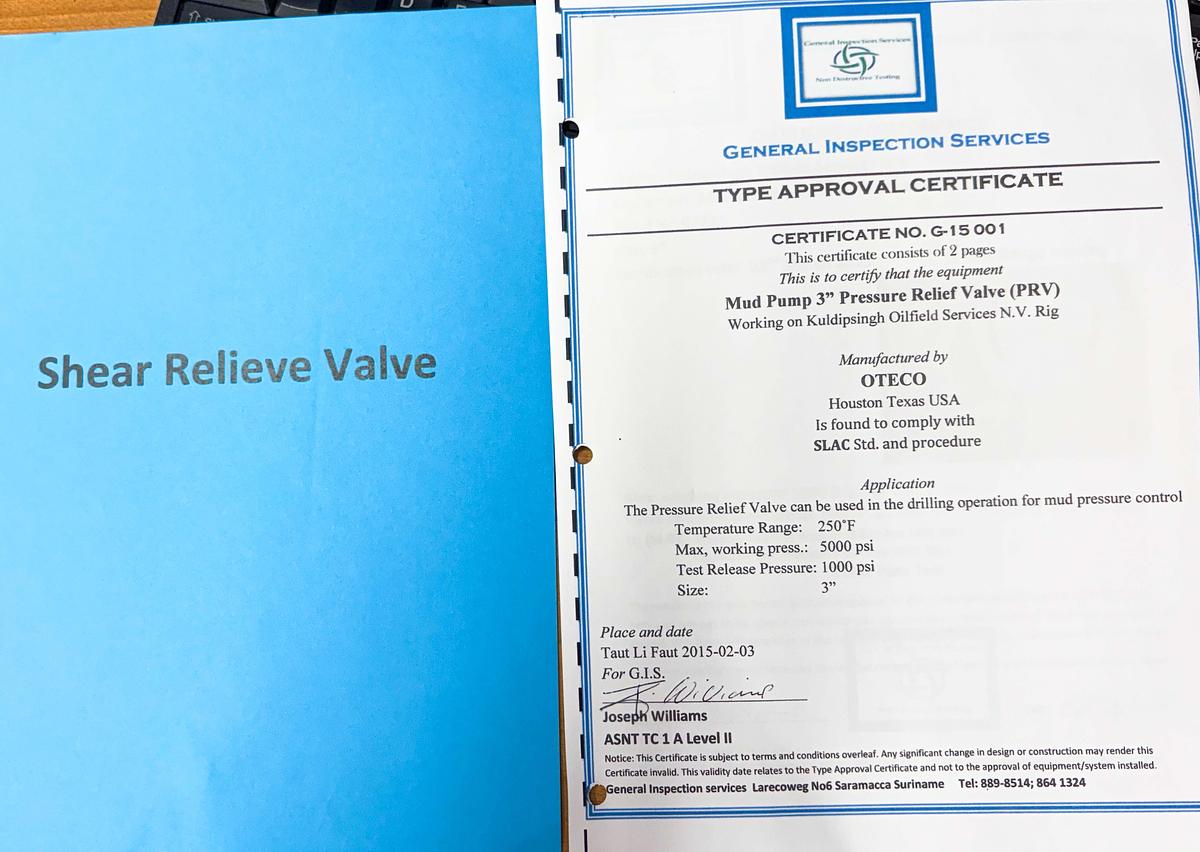 Shear Relieve Valve
General Inspection Services
Non Destructive Testing
GENERAL INSPECTION SERVICES
TYPE APPROVAL CERTIFICATE
CERTIFICATE NO. G-15 001
This certificate consists of 2 pages
This is to certify that the equipment
Mud Pump 3” Pressure Relief Valve (PRV)
Working on Kuldipsingh Oilfield Services N.V. Rig
Manufactured by
OTECO
Houston Texas USA
Is found to comply with
SLAC Std. and procedure
Application
The Pressure Relief Valve can be used in the drilling operation for mud pressure control
Temperature Range: 250°F
Max, working press.: 5000 psi
Test Release Pressure: 1000 psi
Size: 3”
Place and date
Taut Li Faut 2015-02-03
For G.I.S.
J. Williams
Joseph Williams
ASNT TC 1 A Level II
Notice: This Certificate is subject to terms and conditions overleaf. Any significant change in design or construction may render this
Certificate invalid. This validity date relates to the Type Approval Certificate and not to the approval of equipment/system installed.
General Inspection services Larecoweg No6 Saramacca Suriname Tel: 889-8514; 864 1324